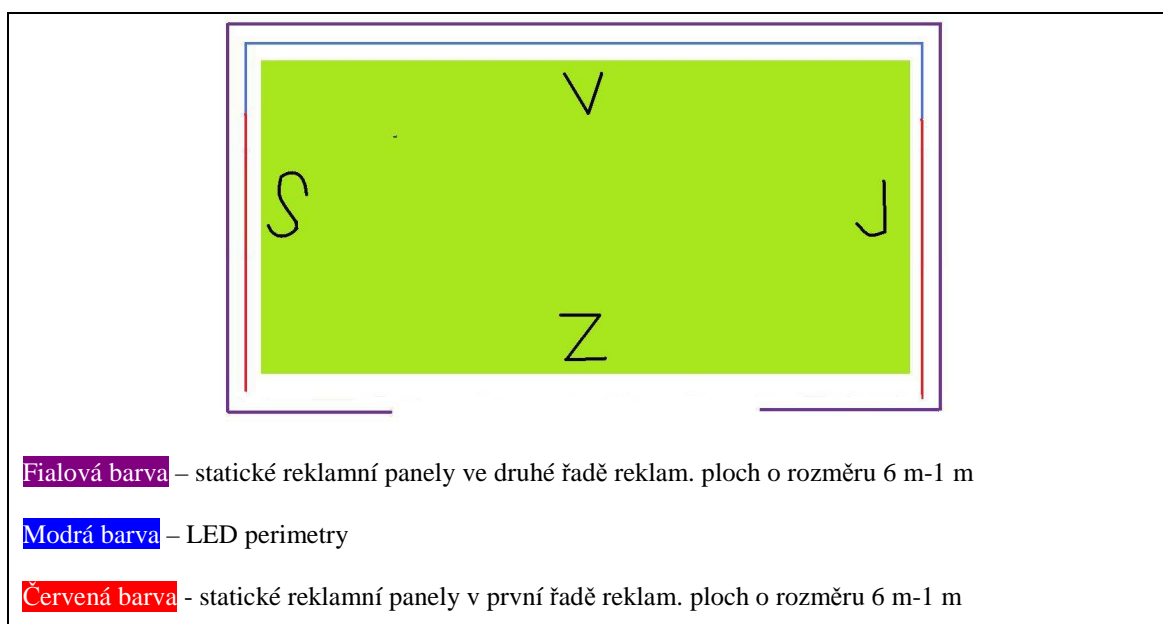 V
S
J
Z
Fialová barva – statické reklamní panely ve druhé řadě reklam. ploch o rozměru 6 m-1 m
Modrá barva – LED perimetry
Červená barva - statické reklamní panely v první řadě reklam. ploch o rozměru 6 m-1 m